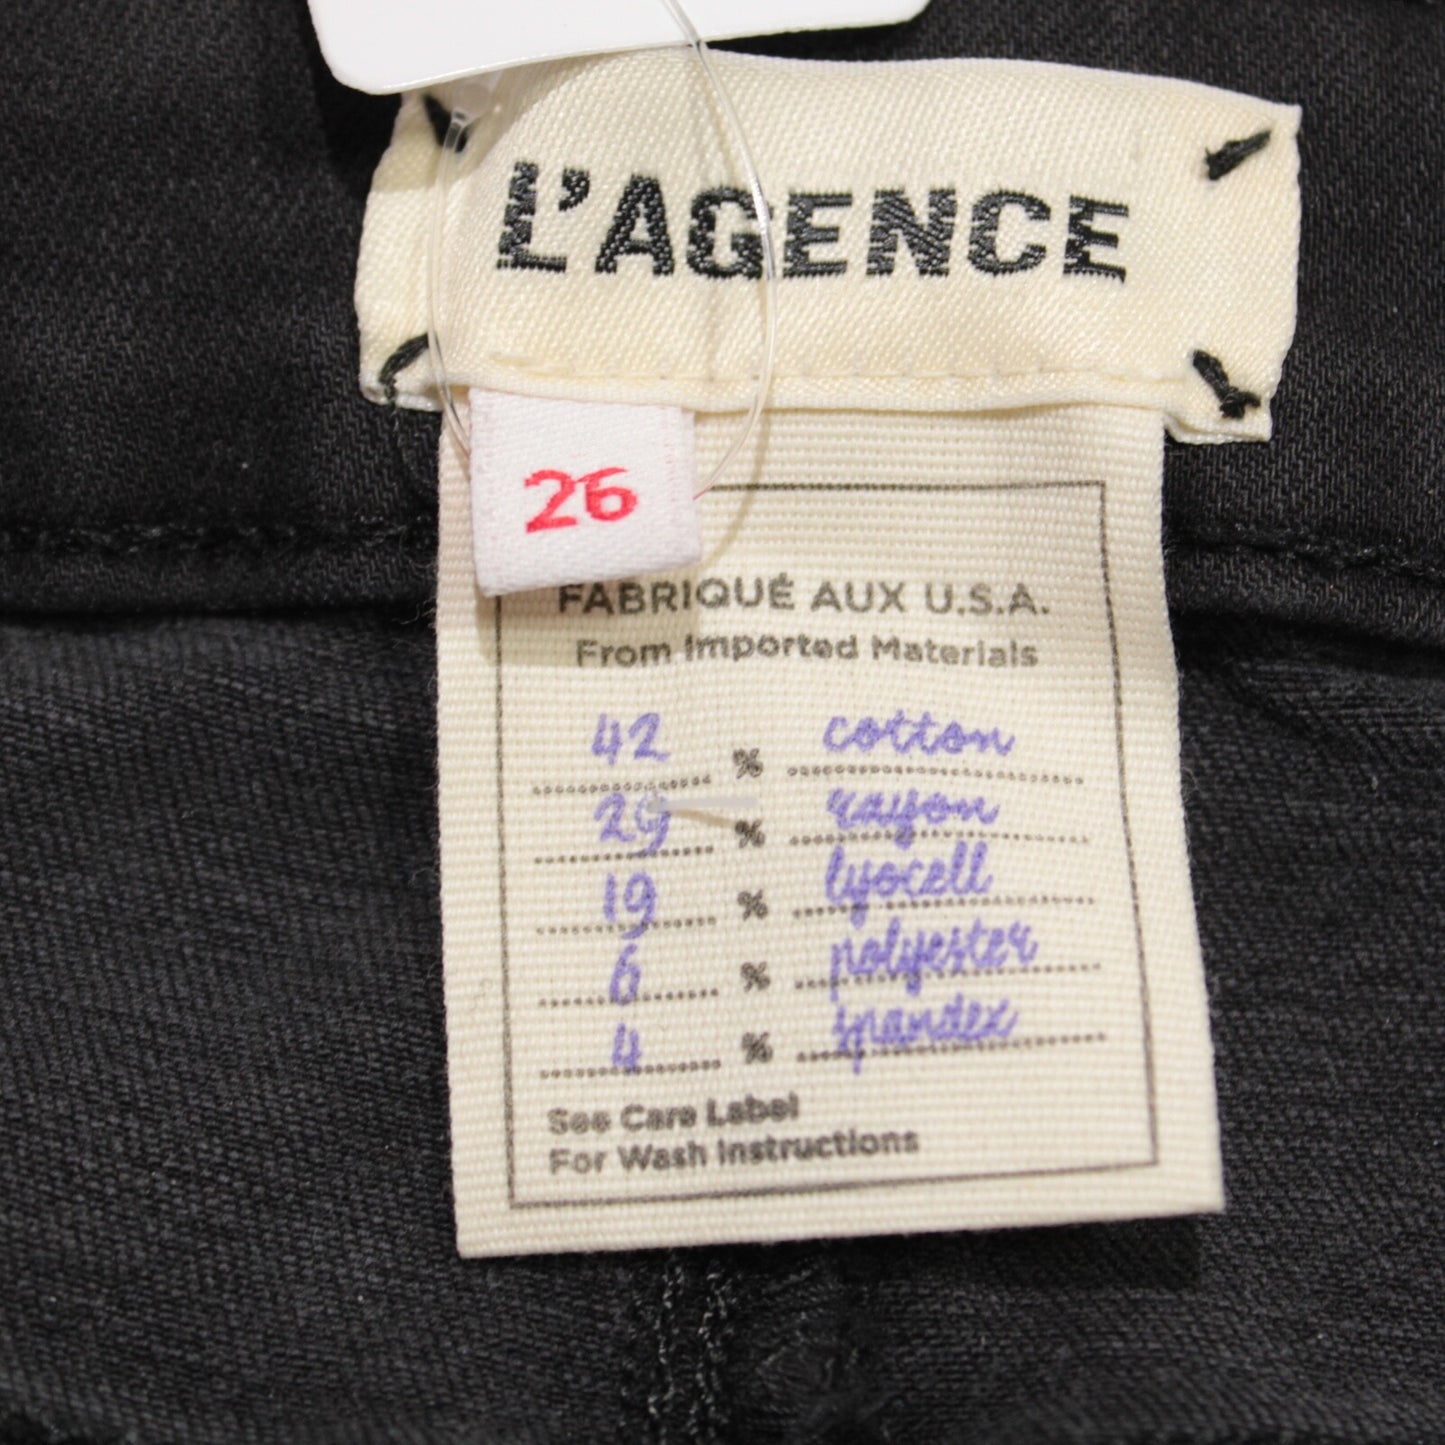 L'AGENCE
26
FABRIQUÉ AUX U.S.A.
From Imported Materials
42 % cotton
29 % rayon
19 % lyocell
6 % polyester
4 % spandex
See Care Label
For Wash Instructions